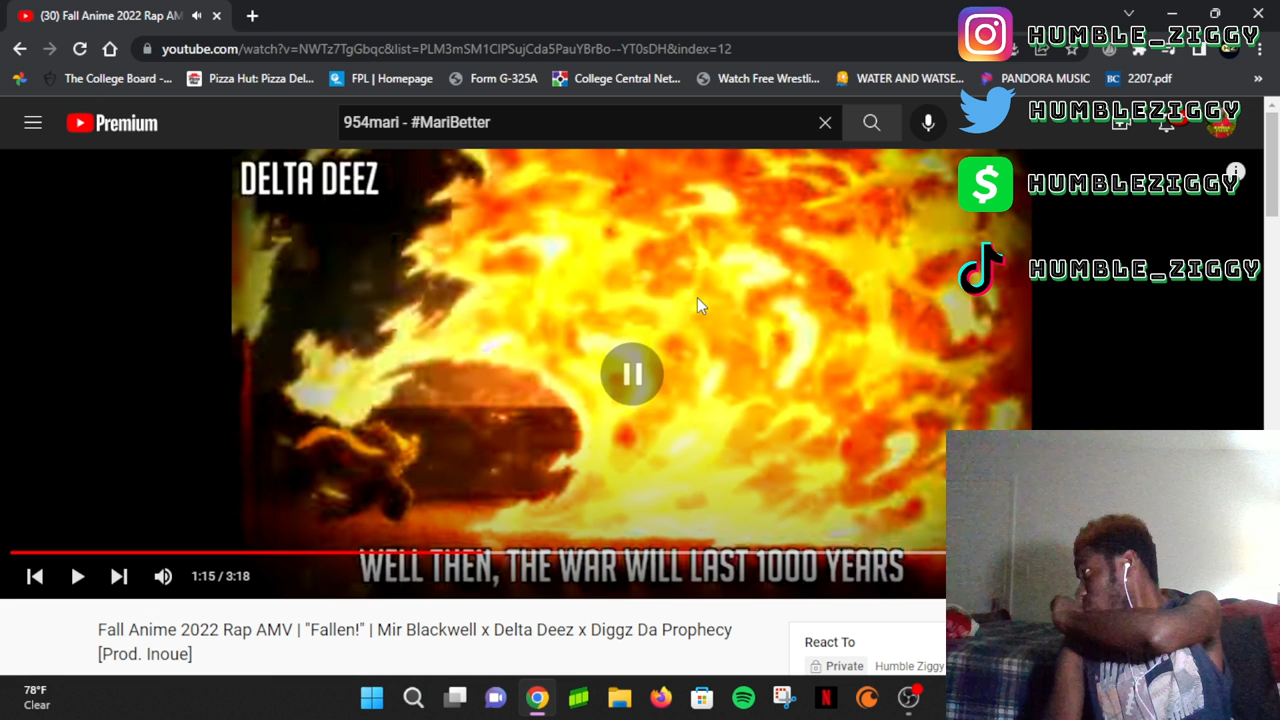 (30) Fall Anime 2022 Rap AM
youtube.com/watch?v=NWTz7TgGbqc&list=PLM3mSM1ClPSujCda5PauYBrBo--YT0sDH&index=12
HUMBLE_ZIGGY
The College Board -...
Pizza Hut: Pizza Del...
FPL | Homepage
Form G-325A
College Central Net...
Watch Free Wrestli...
WATER AND WATSE...
PANDORA MUSIC
BC 2207.pdf
Premium
954mari - #MariBetter
HUMBLEZIGGY
DELTA DEEZ
HUMBLEZIGGY
HUMBLE_ZIGGY
WELL THEN, THE WAR WILL LAST 1000 YEARS
1:15 / 3:18
Fall Anime 2022 Rap AMV | "Fallen!" | Mir Blackwell x Delta Deez x Diggz Da Prophecy
[Prod. Inoue]
React To
Private Humble Ziggy
78°F
Clear